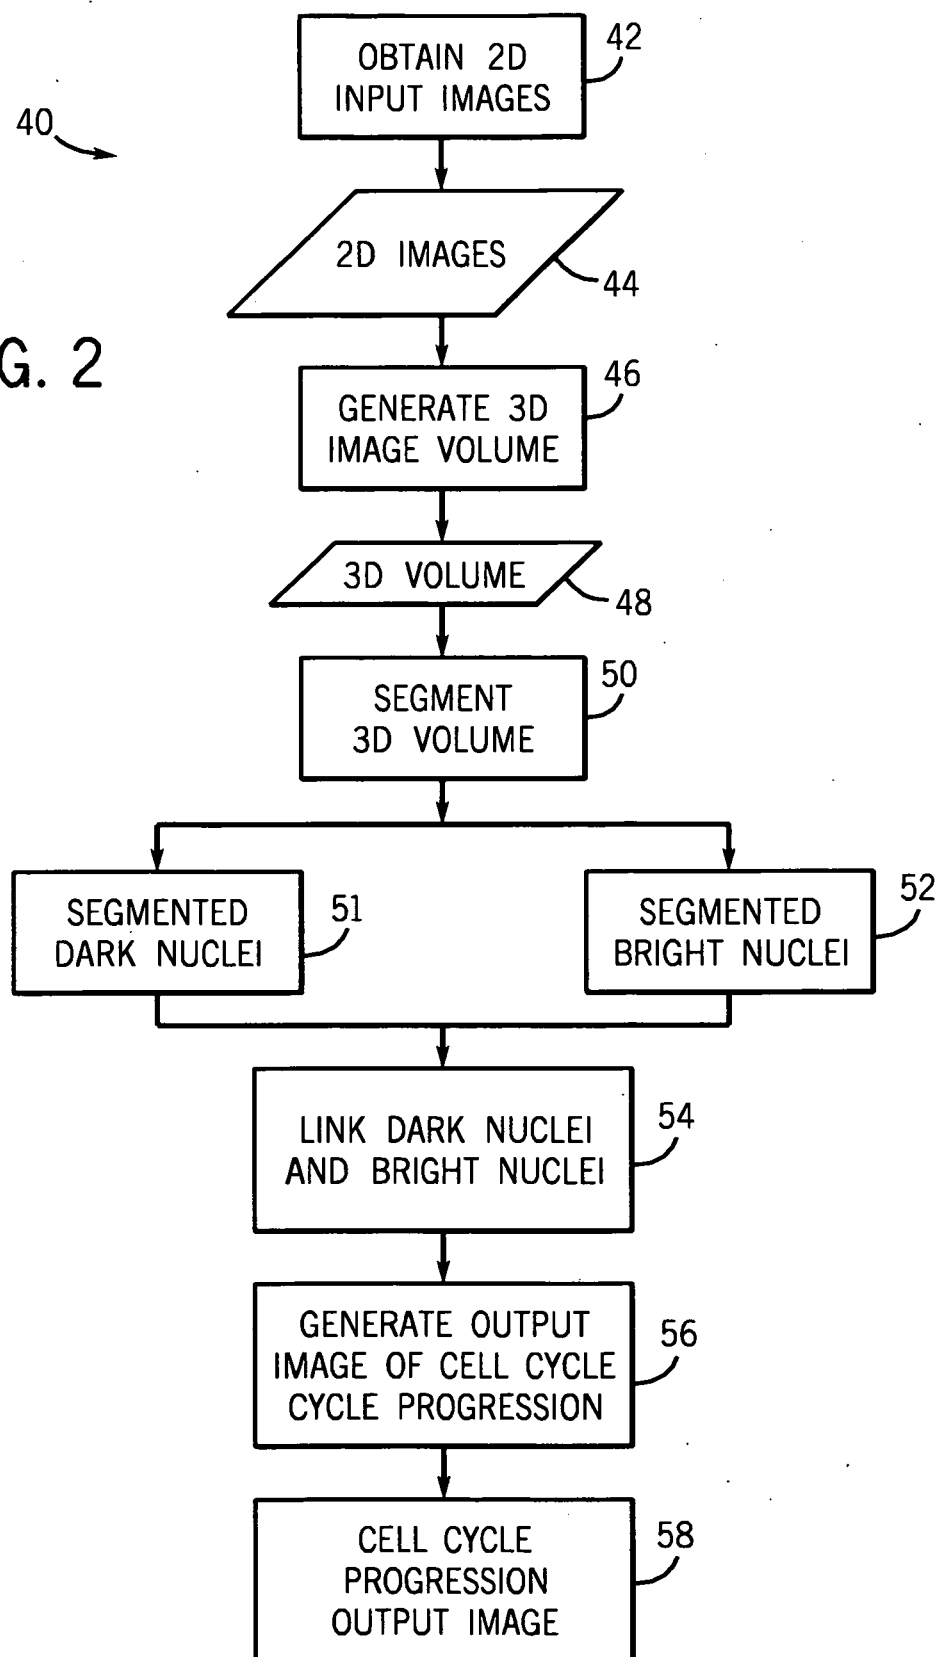 OBTAIN 2D
INPUT IMAGES
42
40
2D IMAGES
44
G. 2
GENERATE 3D
IMAGE VOLUME
46
3D VOLUME
48
SEGMENT
3D VOLUME
50
SEGMENTED
DARK NUCLEI
51
SEGMENTED
BRIGHT NUCLEI
52
LINK DARK NUCLEI
AND BRIGHT NUCLEI
54
GENERATE OUTPUT
IMAGE OF CELL CYCLE
CYCLE PROGRESSION
56
CELL CYCLE
PROGRESSION
OUTPUT IMAGE
58